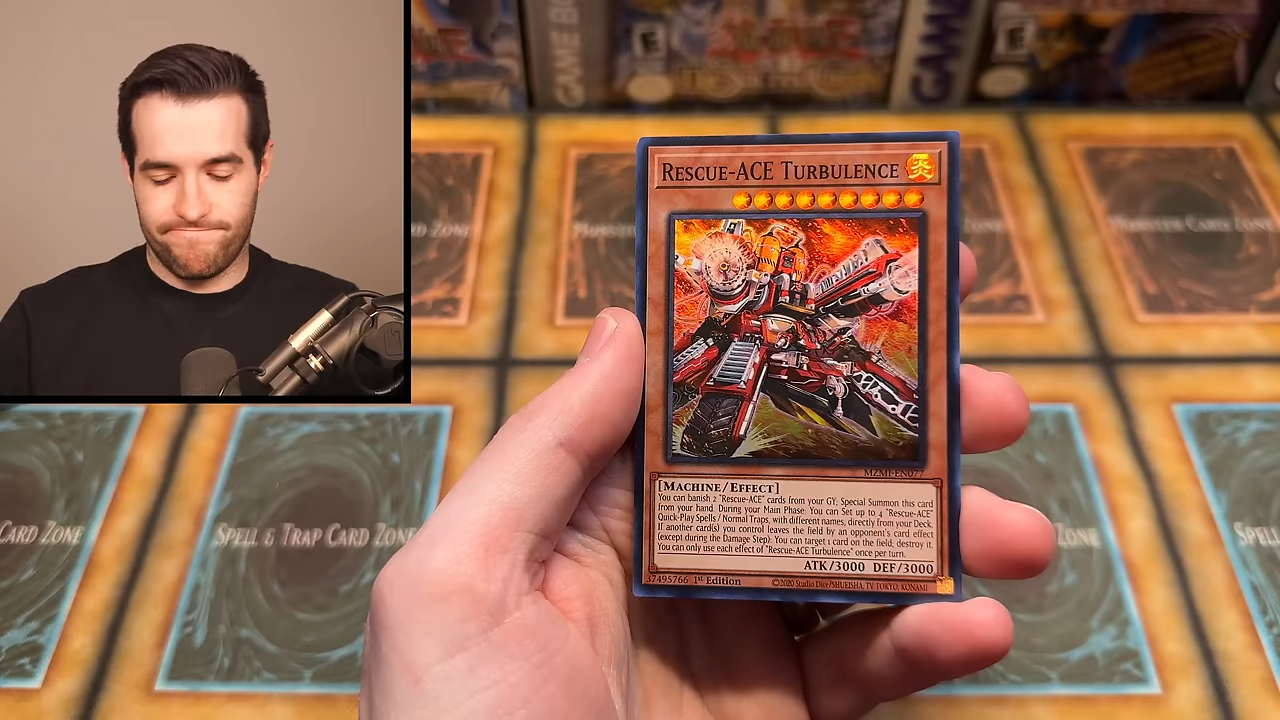 GAME BOY
E
GAME
E
RESCUE-ACE TURBULENCE
炎
MONSTER CARD ZONE
MZMI-EN077
[MACHINE/EFFECT]
You can banish 2 "Rescue-ACE" cards from your GY; Special Summon this card
from your hand. During your Main Phase: You can Set up to 4 "Rescue-ACE"
Quick-Play Spells / Normal Traps, with different names, directly from your Deck.
If another card(s) you control leaves the field by an opponent's card effect
(except during the Damage Step): You can target 1 card on the field; destroy it.
You can only use each effect of "Rescue-ACE Turbulence" once per turn.
ATK/3000 DEF/3000
37495766 1st Edition
©2020 Studio Dice/SHUEISHA, TV TOKYO, KONAMI
CARD ZONE
SPELL & TRAP CARD ZONE
ZONE